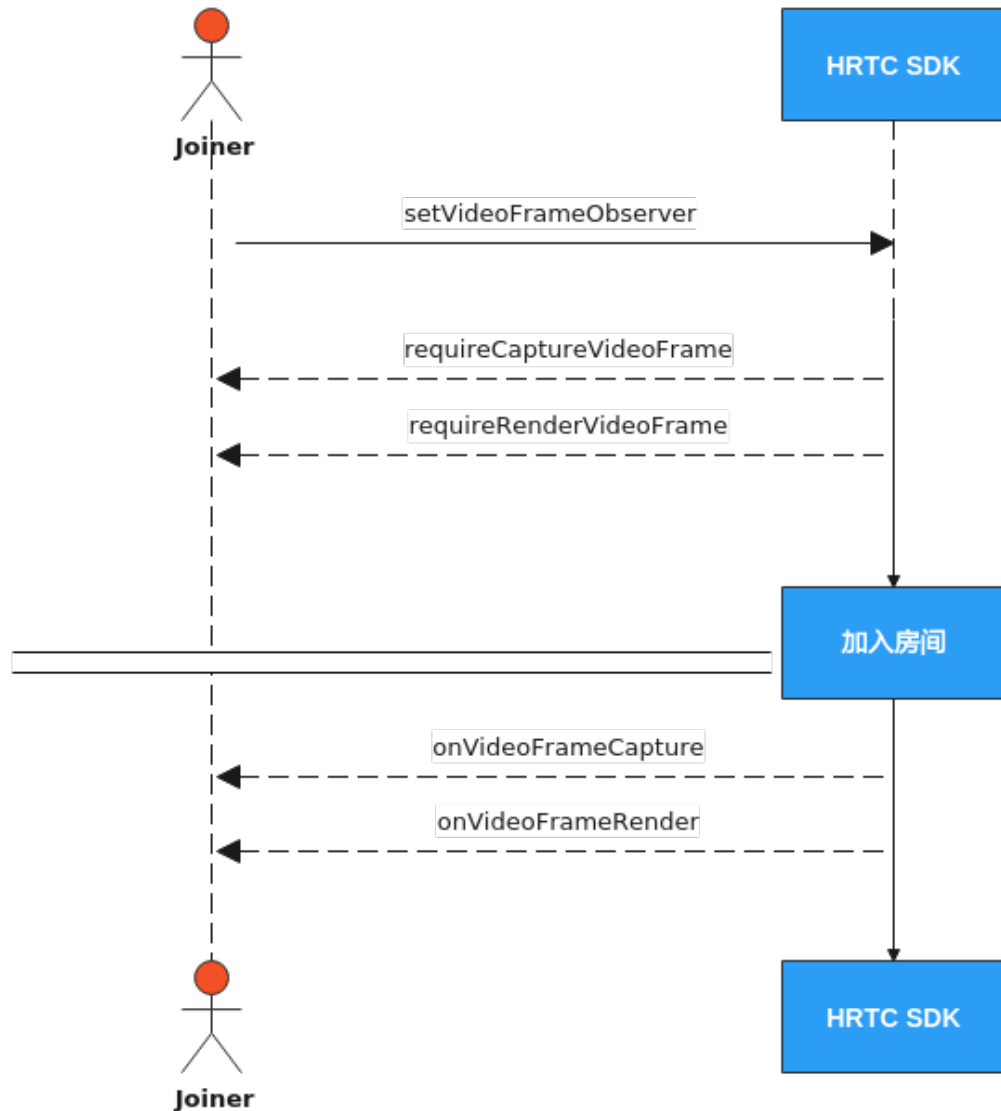 HRTC SDK
Joiner
setVideoFrameObserver
requireCaptureVideoFrame
requireRenderVideoFrame
加入房间
onVideoFrameCapture
onVideoFrameRender
HRTC SDK
Joiner